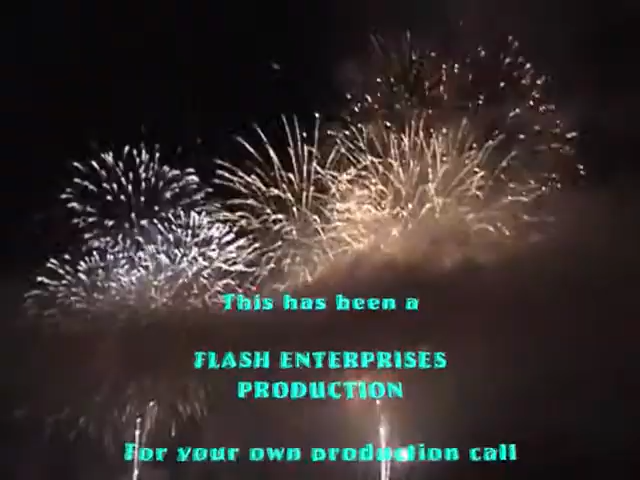 This has been a
FLASH ENTERPRISES
PRODUCTION
For your own production call